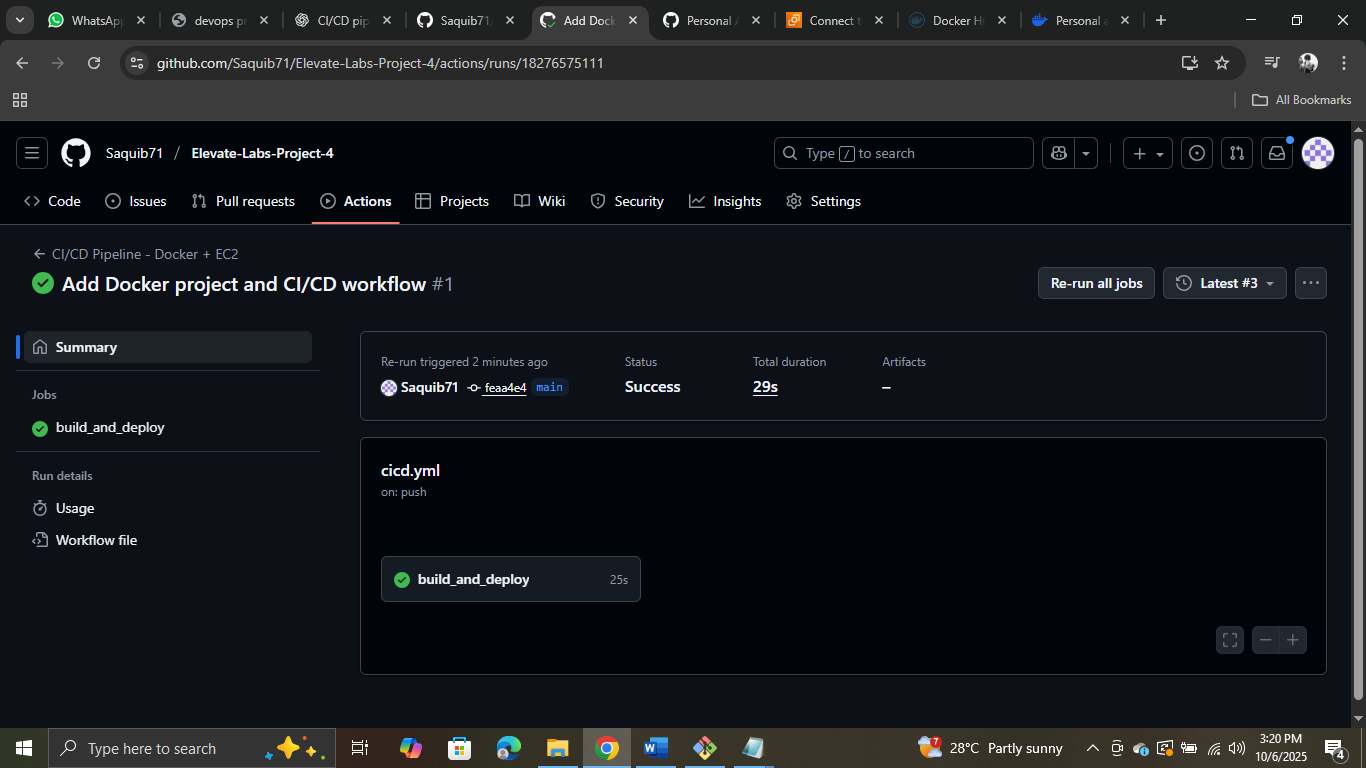 WhatsApp
devops pr
CI/CD pip
Saquib71/
Add Dock
Personal A
Connect t
Docker H
Personal a
github.com/Saquib71/Elevate-Labs-Project-4/actions/runs/18276575111
All Bookmarks
Saquib71 / Elevate-Labs-Project-4
Type / to search
Code Issues Pull requests Actions Projects Wiki Security Insights Settings
CI/CD Pipeline - Docker + EC2
Add Docker project and CI/CD workflow #1
Re-run all jobs
Latest #3
Summary
Jobs
build_and_deploy
Run details
Usage
Workflow file
Re-run triggered 2 minutes ago Status Total duration Artifacts
Saquib71 feaa4e4 main Success 29s –
cicd.yml
on: push
build_and_deploy 25s
Type here to search
7
28°C Partly sunny
3:20 PM
10/6/2025
4